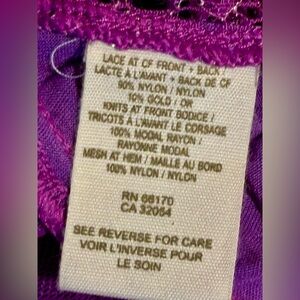 LACE AT CF FRONT + BACK /
LACTÉ À L'AVANT + BACK DE CF
90% NYLON / NYLON
10% GOLD / OR
KNITS AT FRONT BODICE /
TRICOTS À L'AVANT LE CORSAGE
100% MODAL RAYON /
RAYONNE MODAL
MESH AT HEM / MAILLE AU BORD
100% NYLON / NYLON
RN 66170
CA 32054
SEE REVERSE FOR CARE
VOIR L'INVERSE POUR
LE SOIN